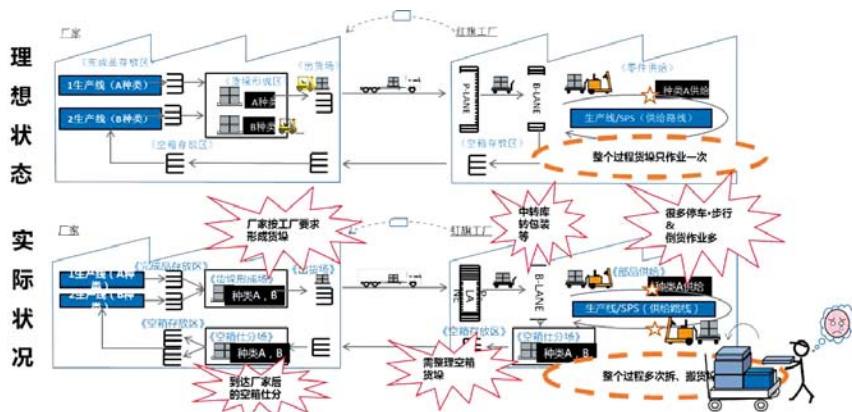 理想状态
厂家
红旗工厂
《完成品存放区》
《货垛形成区》
《出货场》
《零件供给》
1生产线（A种类）
A种类
2生产线（B种类）
B种类
P-LANE
B-LANE
种类A供给
生产线/SPS（供给路线）
《空箱存放区》
《空箱存放区》
整个过程货垛只作业一次
实际状况
厂家按工厂要求
形成货垛
中转库
转包装
等
很多停车·步行
&
倒货作业多
厂家
红旗工厂
《完成品存放区》
《货垛形成场》
《出货场》
《部品供给》
1生产线（A种
类）
2生产线（B种
类）
种类A，B
LA
NE
B-LANE
种类A供给
生产线/SPS（供给路线）
《空箱存放区》
《空箱仕分场》
《空箱存放区》
《空箱仕分场》
种类A，B
种类A，B
到达厂家后
的空箱仕分
需整理空箱
货垛
整个过程多次拆、搬货垛